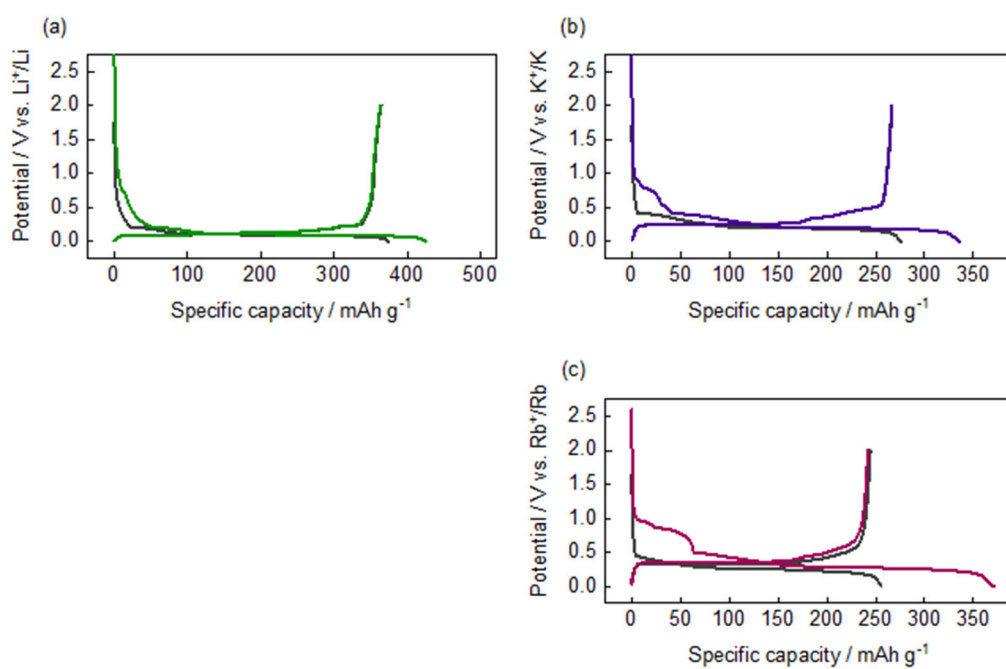 (a)
Potential / V vs. Li⁺/Li
2.5
2.0
1.5
1.0
0.5
0.0
0 100 200 300 400 500
Specific capacity / mAh g⁻¹
(b)
Potential / V vs. K⁺/K
2.5
2.0
1.5
1.0
0.5
0.0
0 50 100 150 200 250 300 350
Specific capacity / mAh g⁻¹
(c)
Potential / V vs. Rb⁺/Rb
2.5
2.0
1.5
1.0
0.5
0.0
0 50 100 150 200 250 300 350
Specific capacity / mAh g⁻¹